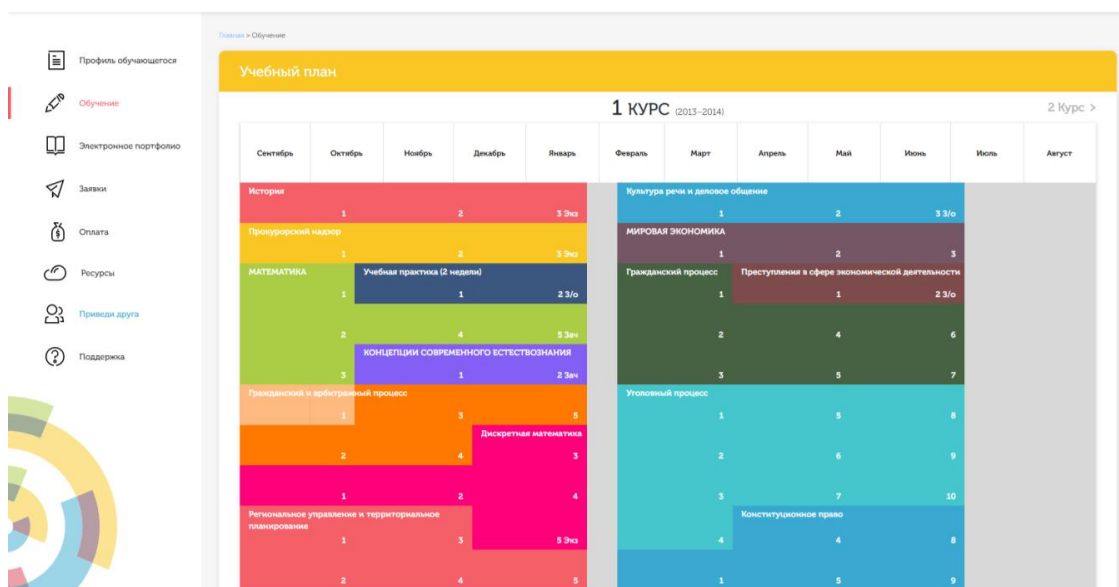 Главная > Обучение
Профиль обучающегося
Обучение
Электронное портфолио
Заявки
Оплата
Ресурсы
Приведи друга
Поддержка
Учебный план
1 КУРС (2013-2014)
2 Курс >
Сентябрь Октябрь Ноябрь Декабрь Январь Февраль Март Апрель Май Июнь Июль Август
История
1 2 3 Экз
Культура речи и деловое общение
1 2 3 З/о
Прокурорский надзор
1 2 3 Экз
МИРОВАЯ ЭКОНОМИКА
1 2 3
МАТЕМАТИКА
Учебная практика (2 недели)
1 1 2 З/о
Гражданский процесс
Преступления в сфере экономической деятельности
1 1 2 З/о
2 4 5 Зач
2 4 6
КОНЦЕПЦИИ СОВРЕМЕННОГО ЕСТЕСТВОЗНАНИЯ
3 1 2 Зач
3 5 7
Гражданский и арбитражный процесс
1 3 5
Уголовный процесс
1 5 8
Дискретная математика
2 4 3
2 6 9
1 2 4
3 7 10
Региональное управление и территориальное
планирование
1 3 5 Экз
Конституционное право
4 4 8
2 4 5
1 5 9